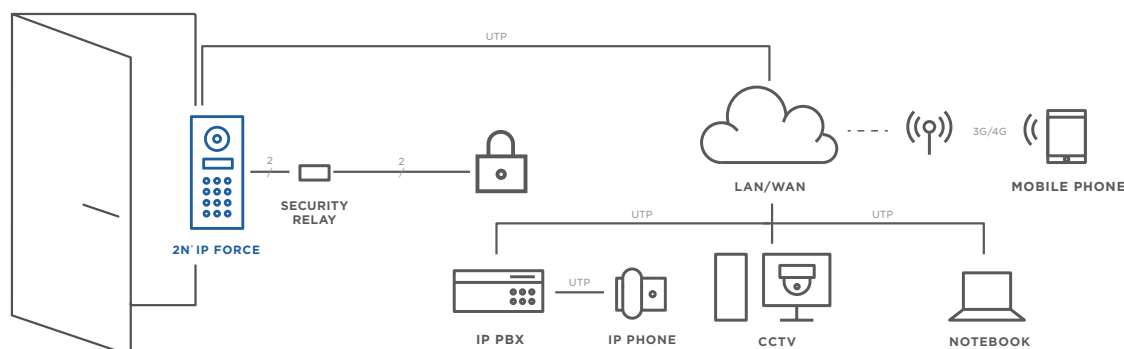 UTP
3G/4G
2
2
SECURITY
RELAY
LAN/WAN
MOBILE PHONE
UTP
UTP
2N® IP FORCE
UTP
IP PBX
IP PHONE
CCTV
NOTEBOOK